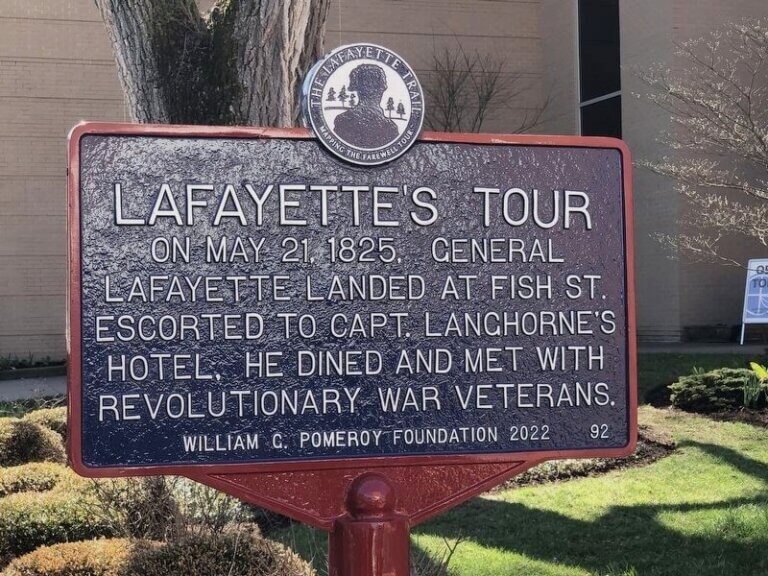 THE LAFAYETTE TRAIL
MAPPING THE FAREWELL TOUR
LAFAYETTE'S TOUR
ON MAY 21, 1825, GENERAL
LAFAYETTE LANDED AT FISH ST.
ESCORTED TO CAPT. LANGHORNE'S
HOTEL, HE DINED AND MET WITH
REVOLUTIONARY WAR VETERANS.
WILLIAM G. POMEROY FOUNDATION 2022 92